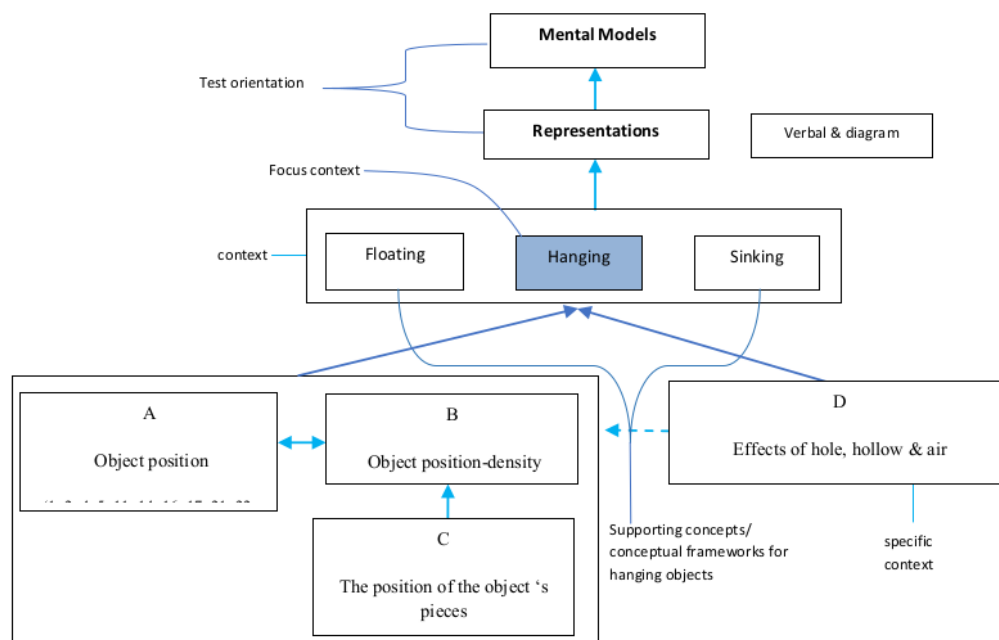 Mental Models
Test orientation
Representations
Verbal & diagram
Focus context
context
Floating
Hanging
Sinking
A
Object position
B
Object position-density
C
The position of the object ‘s
pieces
D
Effects of hole, hollow & air
Supporting concepts/
conceptual frameworks for
hanging objects
specific
context